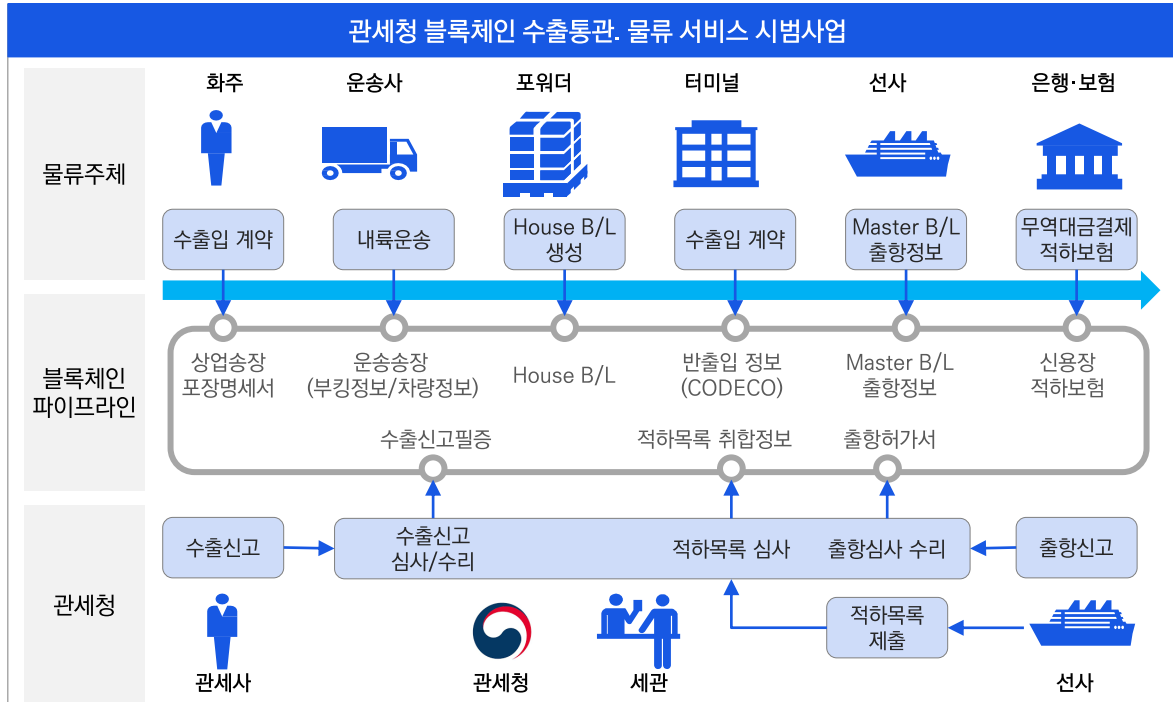 관세청 블록체인 수출통관. 물류 서비스 시범사업
화주
운송사
포워더
터미널
선사
은행·보험
물류주체
수출입 계약
내륙운송
House B/L
생성
수출입 계약
Master B/L
출항정보
무역대금결제
적하보험
블록체인
파이프라인
상업송장
포장명세서
운송송장
(부킹정보/차량정보)
House B/L
반출입 정보
(CODECO)
Master B/L
출항정보
신용장
적하보험
수출신고필증
적하목록 취합정보
출항허가서
관세청
수출신고
수출신고
심사/수리
적하목록 심사
출항심사 수리
출항신고
적하목록
제출
관세사
관세청
세관
선사